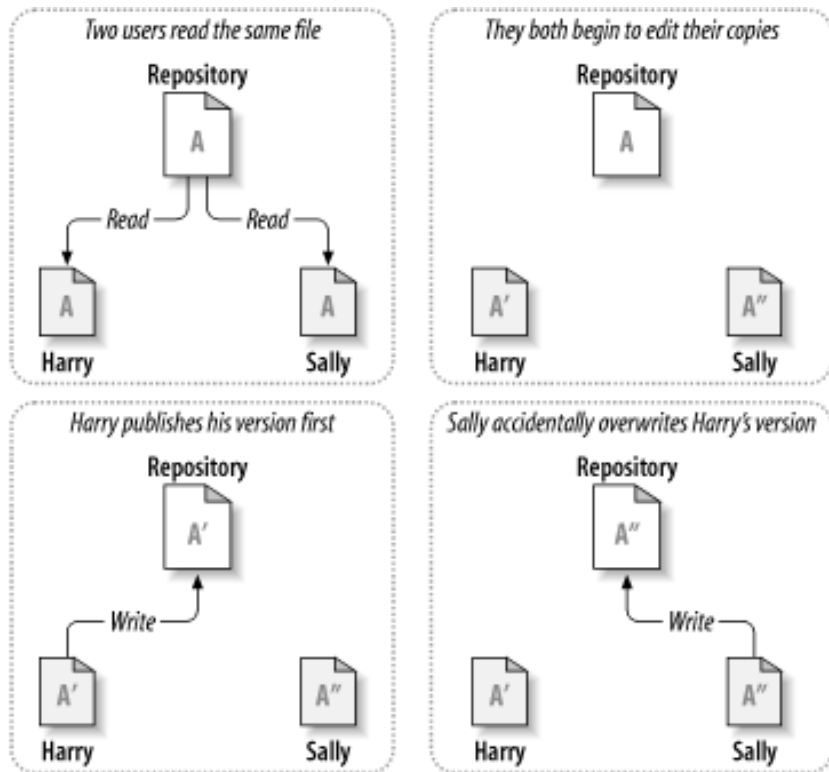 Two users read the same file
Repository
A
Read
Read
A
A
Harry
Sally
They both begin to edit their copies
Repository
A
A'
A"
Harry
Sally
Harry publishes his version first
Repository
A'
Write
A'
A"
Harry
Sally
Sally accidentally overwrites Harry's version
Repository
A"
Write
A'
A"
Harry
Sally